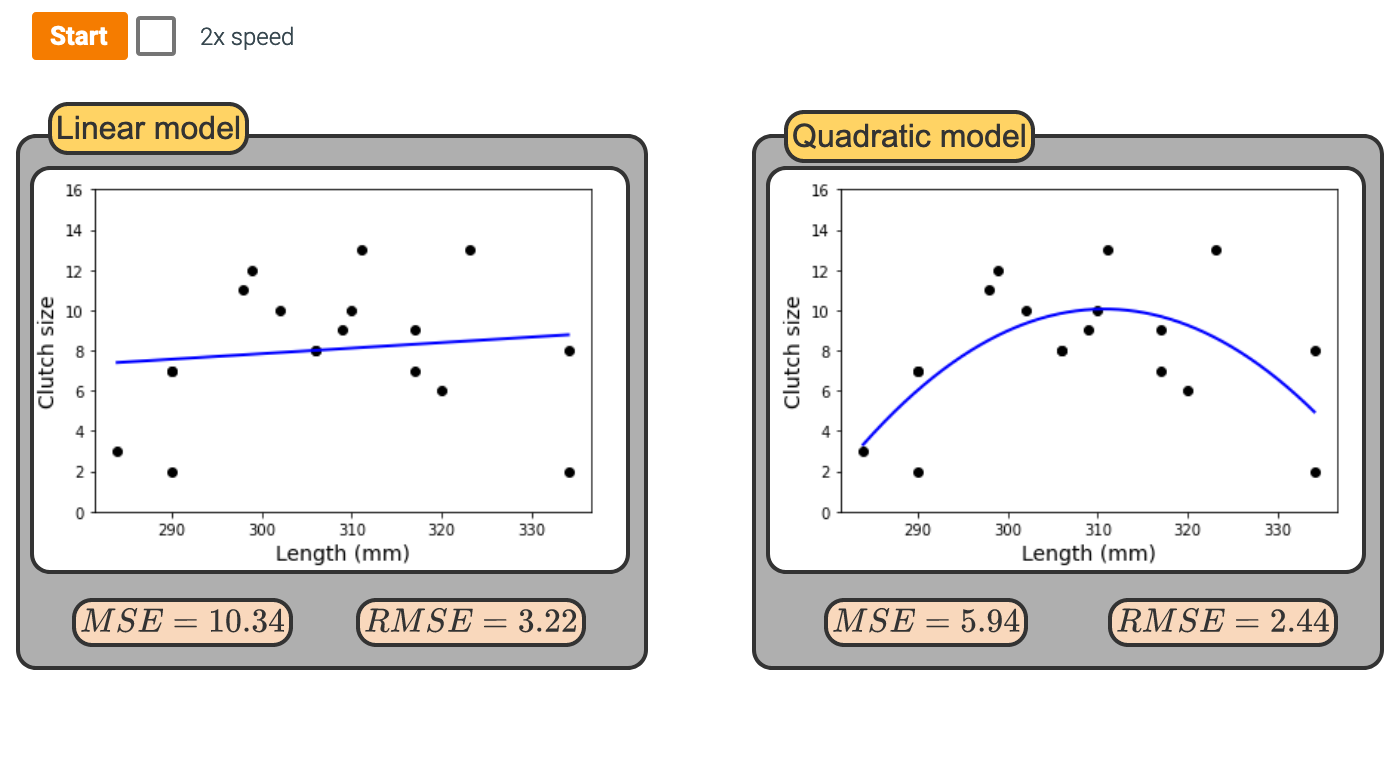 Start 2x speed
Linear model
16
14
12
10
8
6
4
2
0
Clutch size
290 300 310 320 330
Length (mm)
MSE = 10.34 RMSE = 3.22
Quadratic model
16
14
12
10
8
6
4
2
0
Clutch size
290 300 310 320 330
Length (mm)
MSE = 5.94 RMSE = 2.44